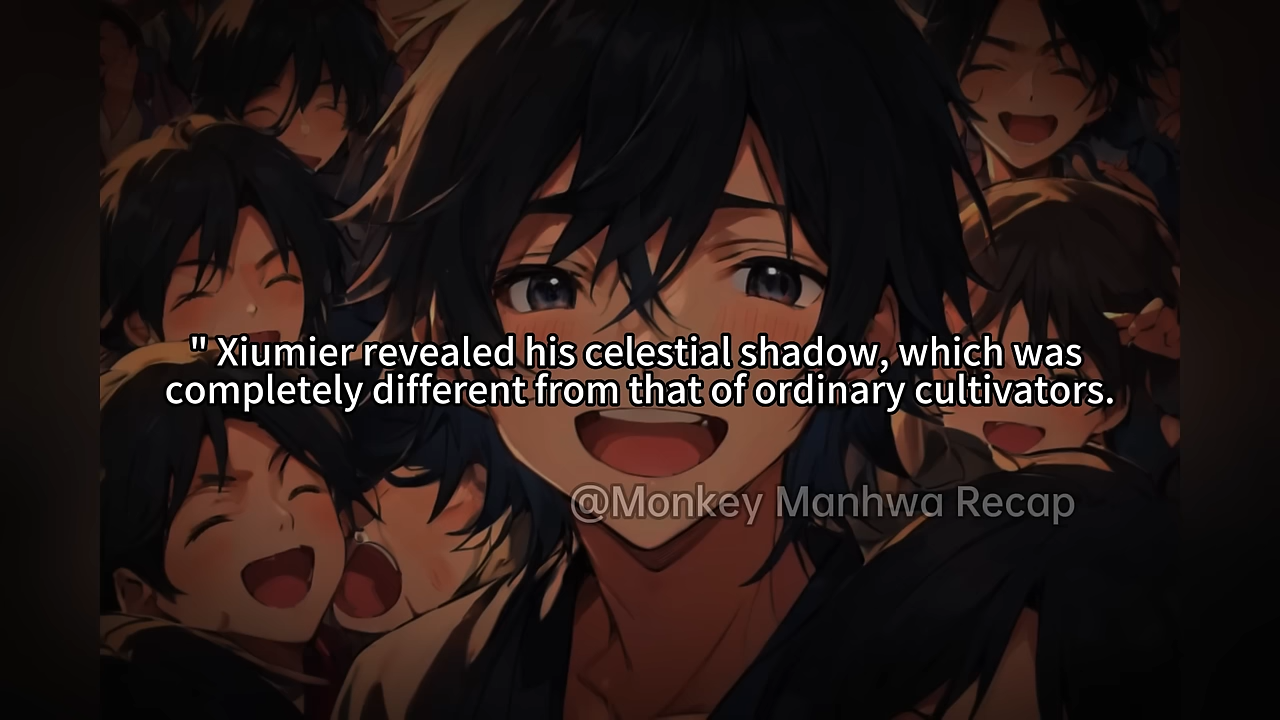 " Xiumier revealed his celestial shadow, which was
completely different from that of ordinary cultivators.
@Monkey Manhwa Recap